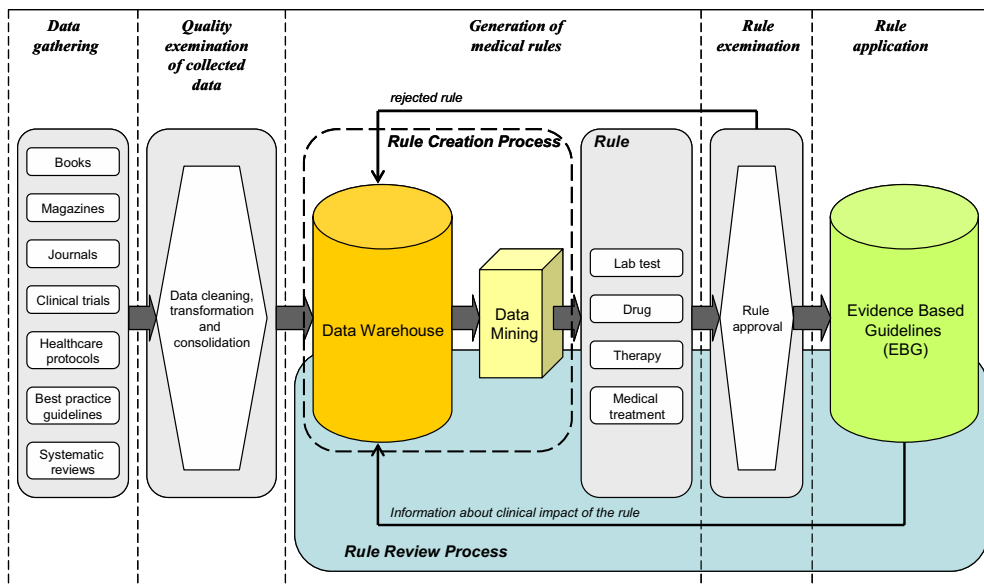 Data
gathering
Quality
exemination
of collected
data
Generation of
medical rules
Rule
exemination
Rule
application
rejected rule
Rule Creation Process
Rule
Books
Magazines
Journals
Clinical trials
Healthcare
protocols
Best practice
guidelines
Systematic
reviews
Data cleaning,
transformation
and
consolidation
Data Warehouse
Data
Mining
Lab test
Drug
Therapy
Medical
treatment
Rule
approval
Evidence Based
Guidelines
(EBG)
Information about clinical impact of the rule
Rule Review Process